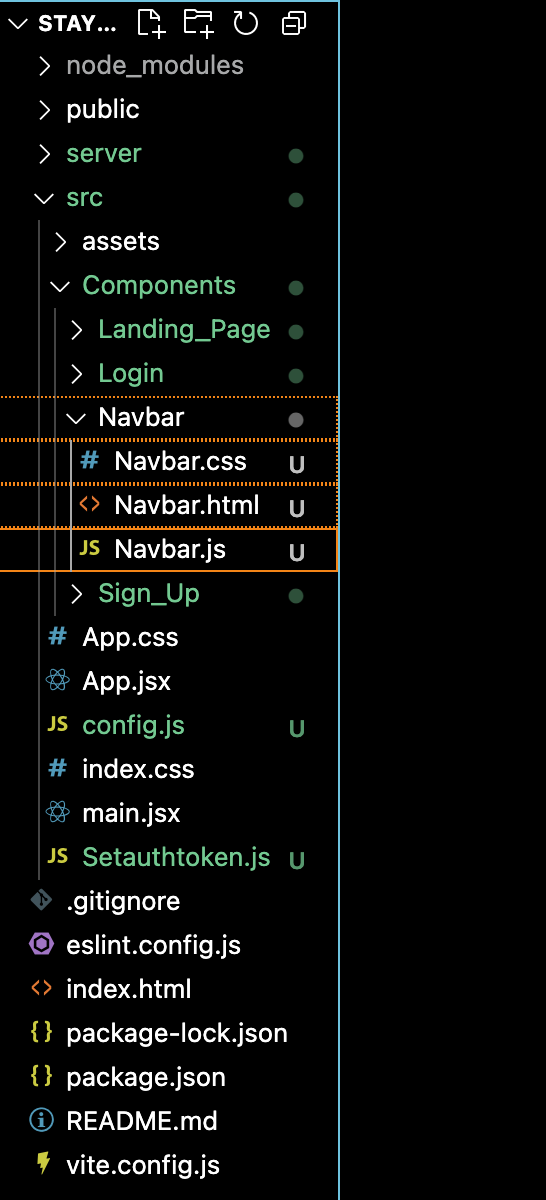 STAY...
node_modules
public
server
src
assets
Components
Landing_Page
Login
Navbar
# Navbar.css U
<> Navbar.html U
JS Navbar.js U
Sign_Up
# App.css
App.jsx
JS config.js U
# index.css
main.jsx
JS Setauthtoken.js U
.gitignore
eslint.config.js
<> index.html
{} package-lock.json
{} package.json
README.md
vite.config.js